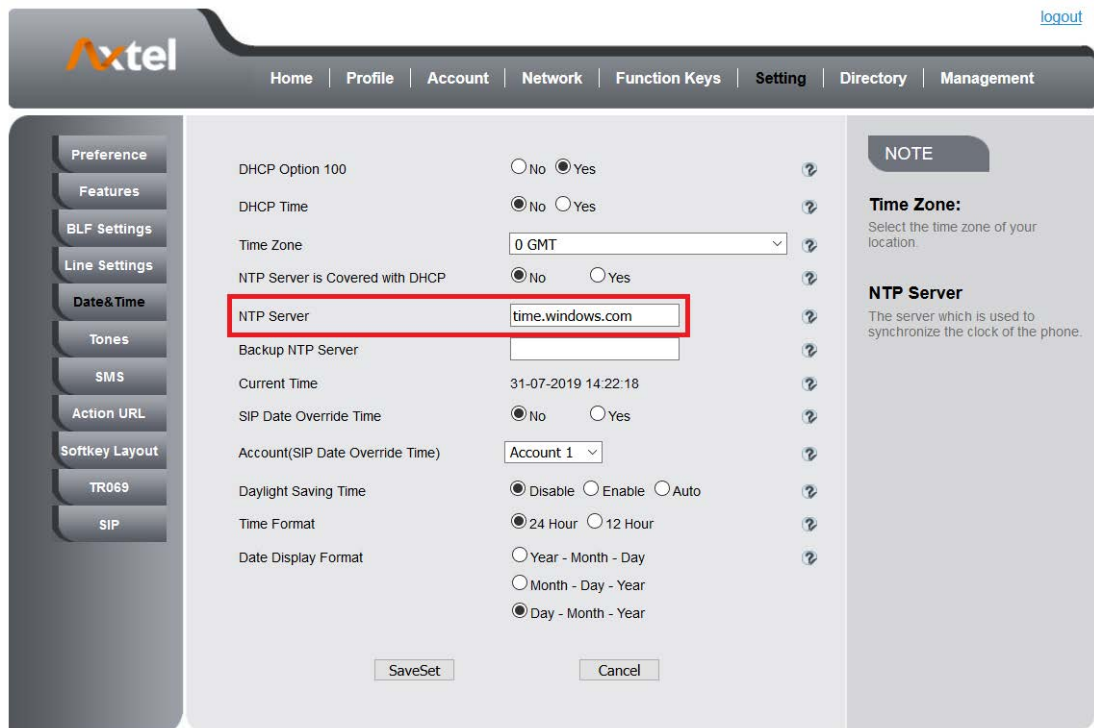 logout
Axtel
Home Profile Account Network Function Keys Setting Directory Management
Preference
Features
BLF Settings
Line Settings
Date&Time
Tones
SMS
Action URL
Softkey Layout
TR069
SIP
DHCP Option 100 No Yes
DHCP Time No Yes
Time Zone 0 GMT
NTP Server is Covered with DHCP No Yes
NTP Server time.windows.com
Backup NTP Server
Current Time 31-07-2019 14:22:18
SIP Date Override Time No Yes
Account(SIP Date Override Time) Account 1
Daylight Saving Time Disable Enable Auto
Time Format 24 Hour 12 Hour
Date Display Format Year - Month - Day
Month - Day - Year
Day - Month - Year
SaveSet Cancel
NOTE
Time Zone:
Select the time zone of your
location.
NTP Server
The server which is used to
synchronize the clock of the phone.